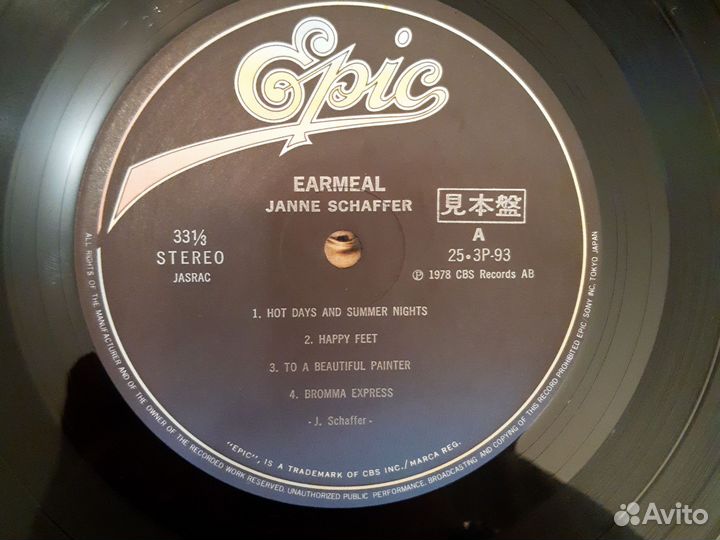 Epic
EARMEAL
JANNE SCHAFFER
見本盤
33 1/3
STEREO
JASRAC
A
25•3P-93
Ⓟ 1978 CBS Records AB
1. HOT DAYS AND SUMMER NIGHTS
2. HAPPY FEET
3. TO A BEAUTIFUL PAINTER
4. BROMMA EXPRESS
- J. Schaffer -
"EPIC", IS A TRADEMARK OF CBS INC./MARCA REG.
ALL RIGHTS OF THE MANUFACTURER AND OF THE OWNER OF THE RECORDED WORK RESERVED. UNAUTHORIZED PUBLIC PERFORMANCE, BROADCASTING AND COPYING OF THIS RECORD PROHIBITED EPIC SONY INC. TOKYO JAPAN
Avito